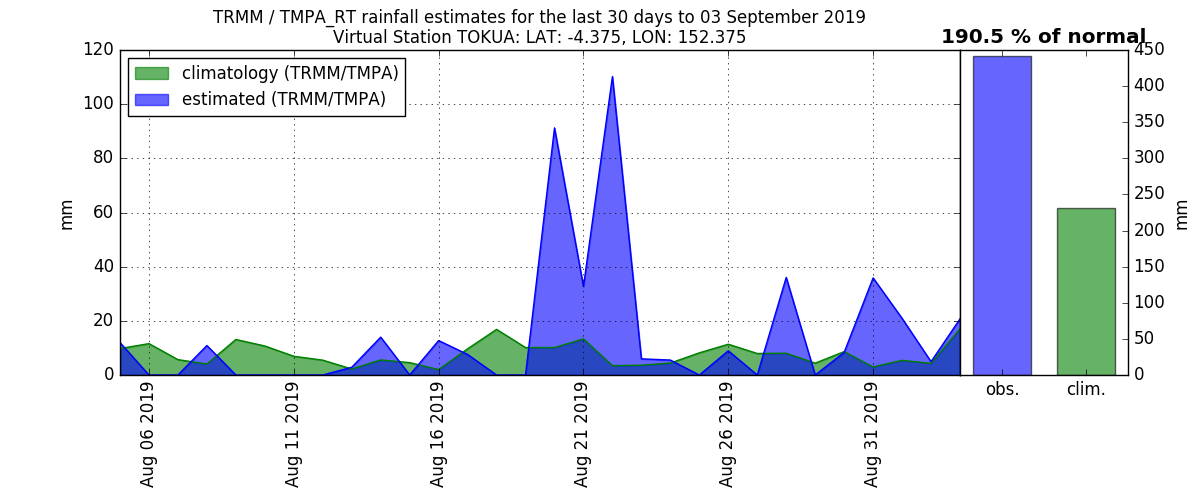 TRMM / TMPA_RT rainfall estimates for the last 30 days to 03 September 2019
Virtual Station TOKUA: LAT: -4.375, LON: 152.375
190.5 % of normal
climatology (TRMM/TMPA)
estimated (TRMM/TMPA)
mm
120
100
80
60
40
20
0
Aug 06 2019
Aug 11 2019
Aug 16 2019
Aug 21 2019
Aug 26 2019
Aug 31 2019
obs.
clim.
450
400
350
300
250
200
150
100
50
0
mm